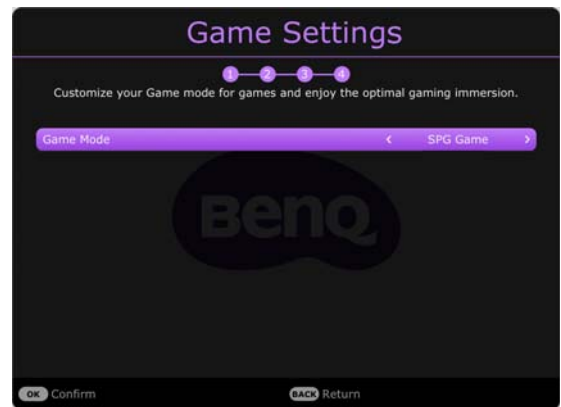 Game Settings
1 2 3 4
Customize your Game mode for games and enjoy the optimal gaming immersion.
Game Mode < SPG Game >
BenQ
OK Confirm BACK Return